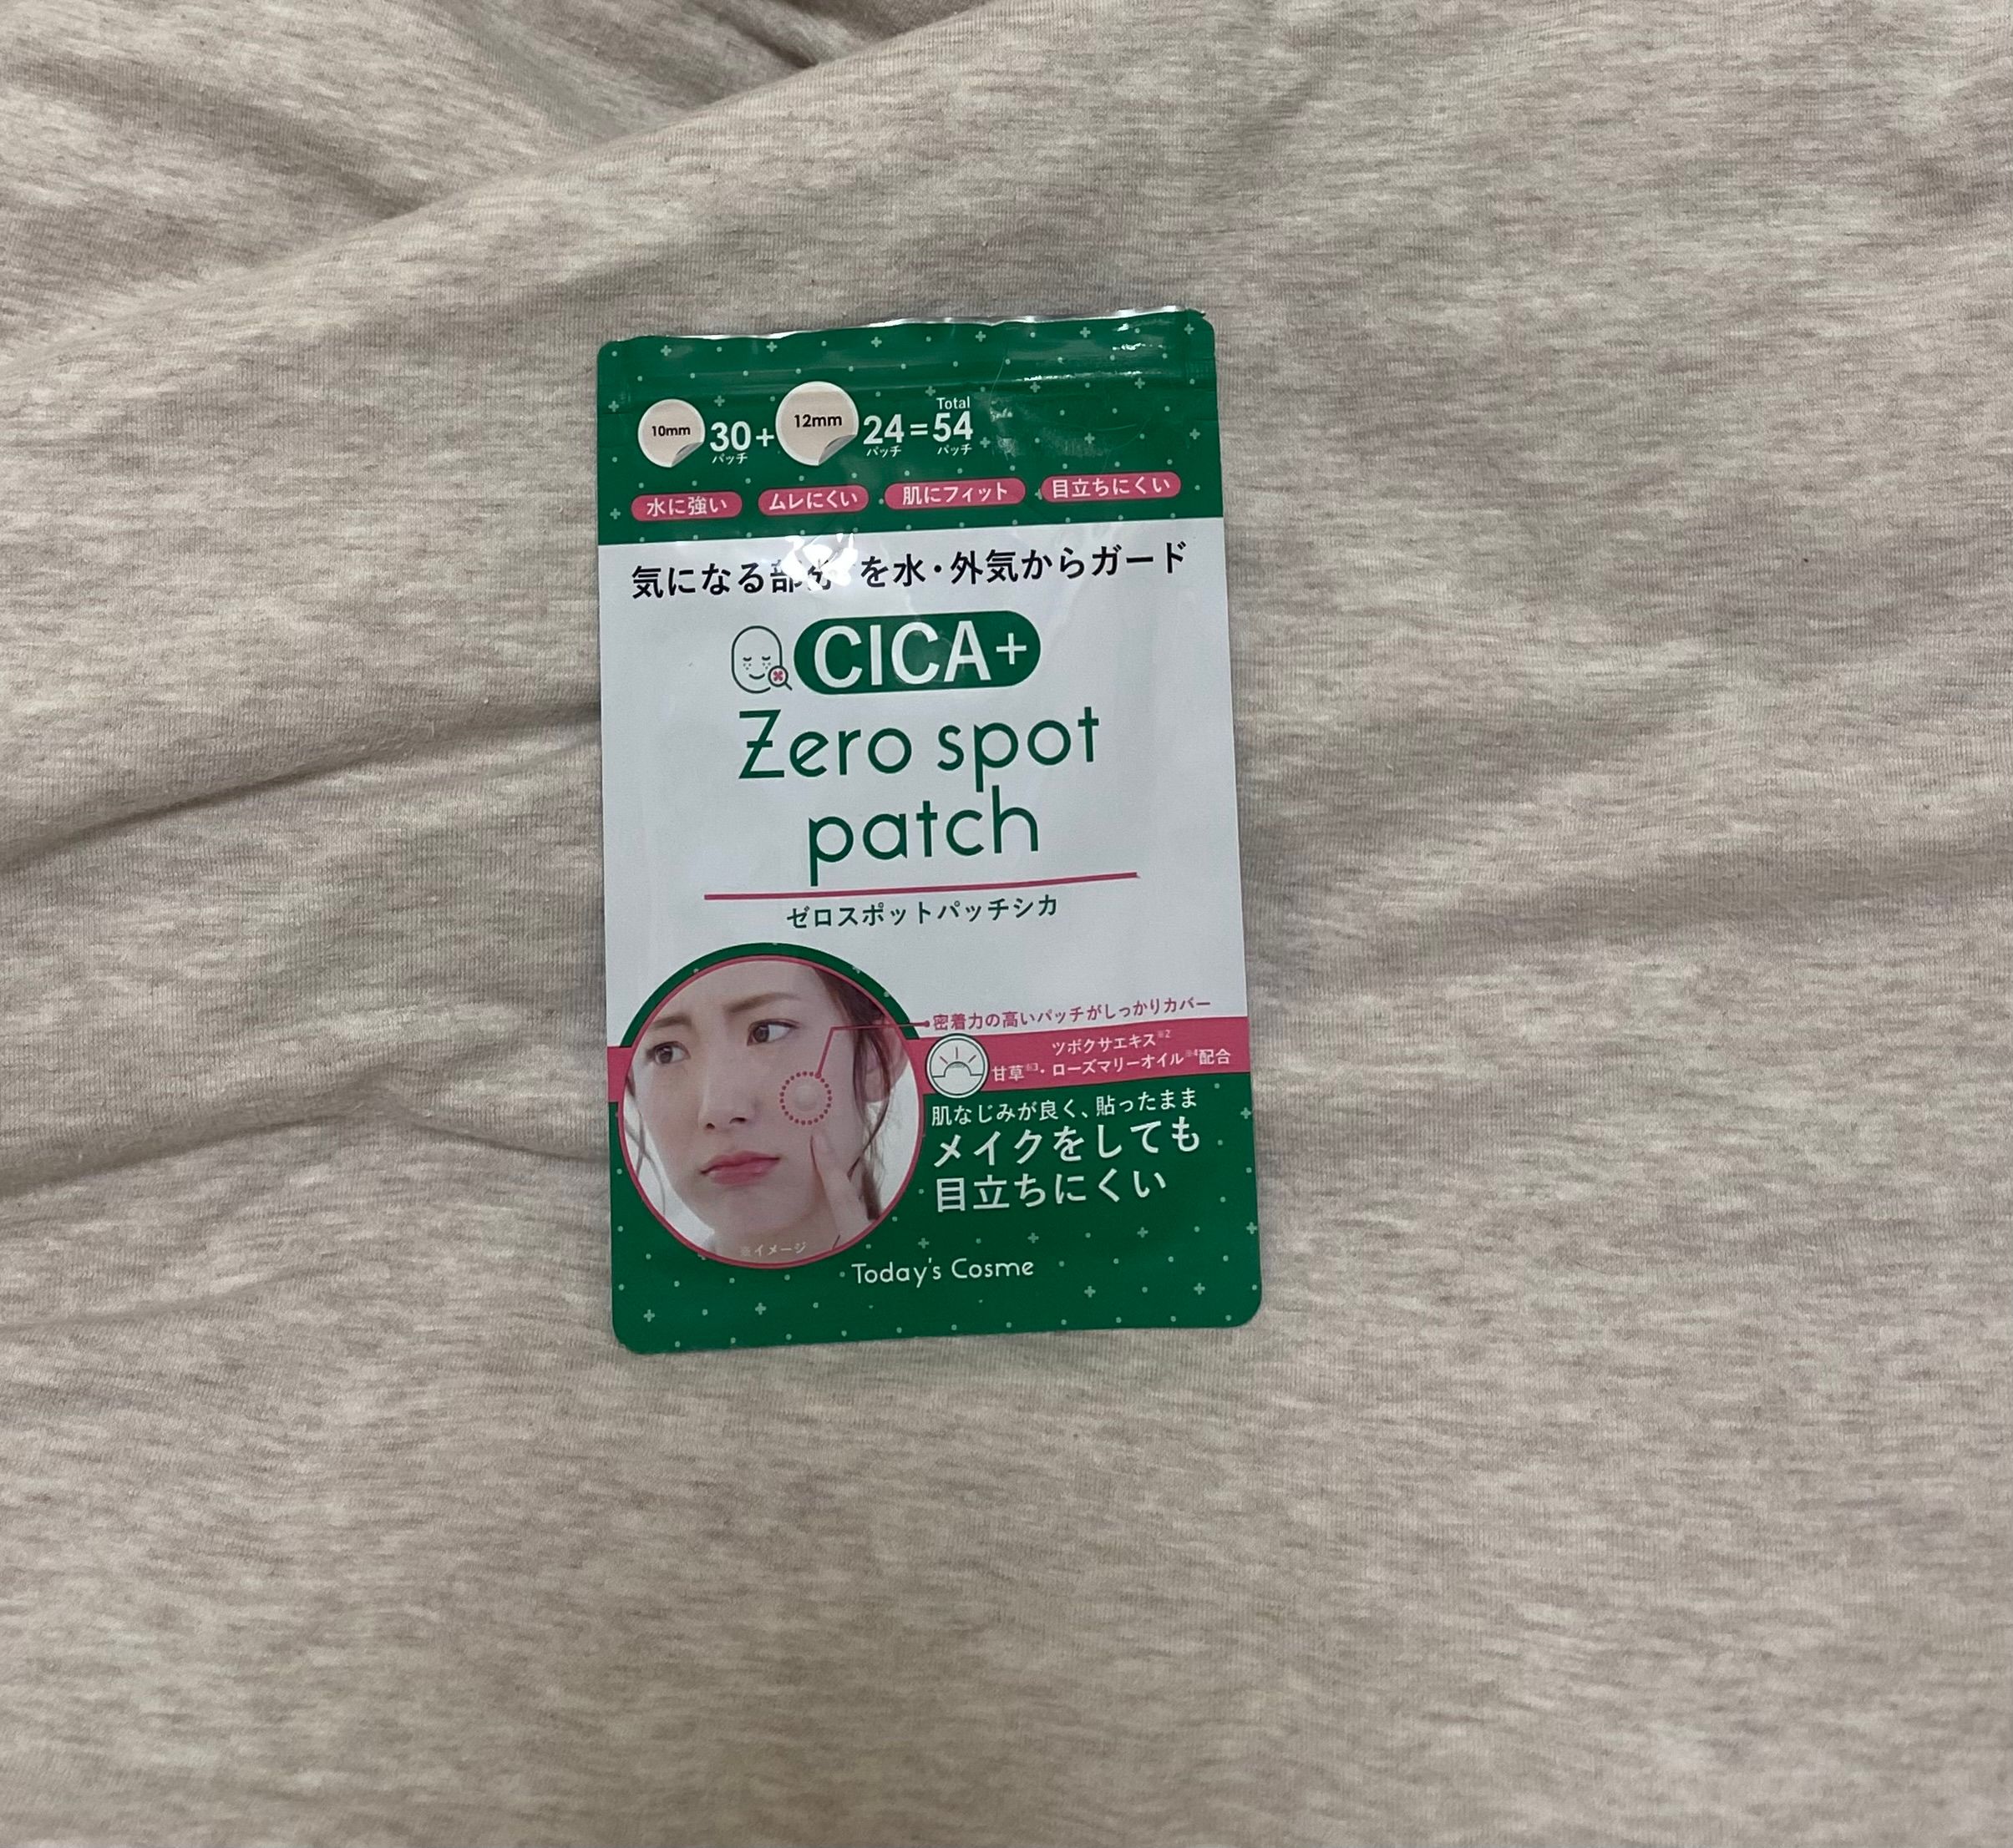 Total
10mm 30+ 12mm 24=54
パッチ パッチ パッチ
水に強い ムレにくい 肌にフィット 目立ちにくい
気になる部分 を水・外気からガード
CICA+
Zero spot
patch
ゼロスポットパッチシカ
密着力の高いパッチがしっかりカバー
ツボクサエキス※2
甘草※3・ローズマリーオイル※4配合
肌なじみが良く、貼ったまま
メイクをしても
目立ちにくい
※イメージ
Today's Cosme